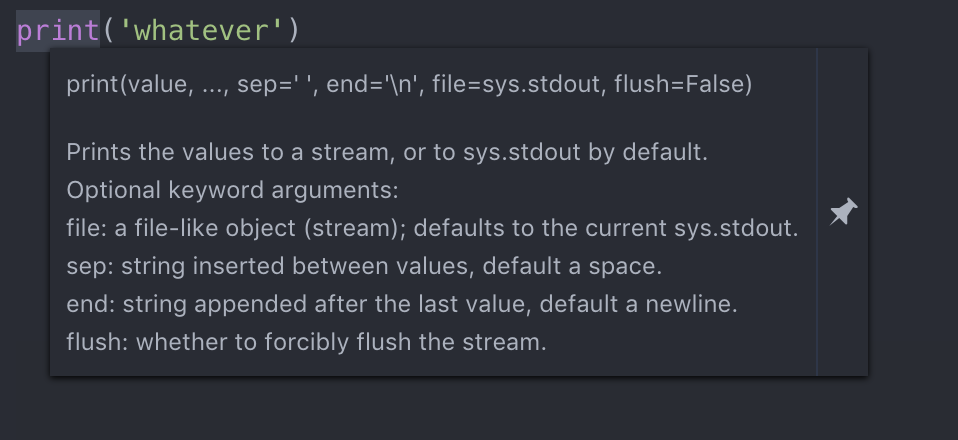 print('whatever')
print(value, ..., sep=' ', end='\n', file=sys.stdout, flush=False)
Prints the values to a stream, or to sys.stdout by default.
Optional keyword arguments:
file: a file-like object (stream); defaults to the current sys.stdout.
sep: string inserted between values, default a space.
end: string appended after the last value, default a newline.
flush: whether to forcibly flush the stream.